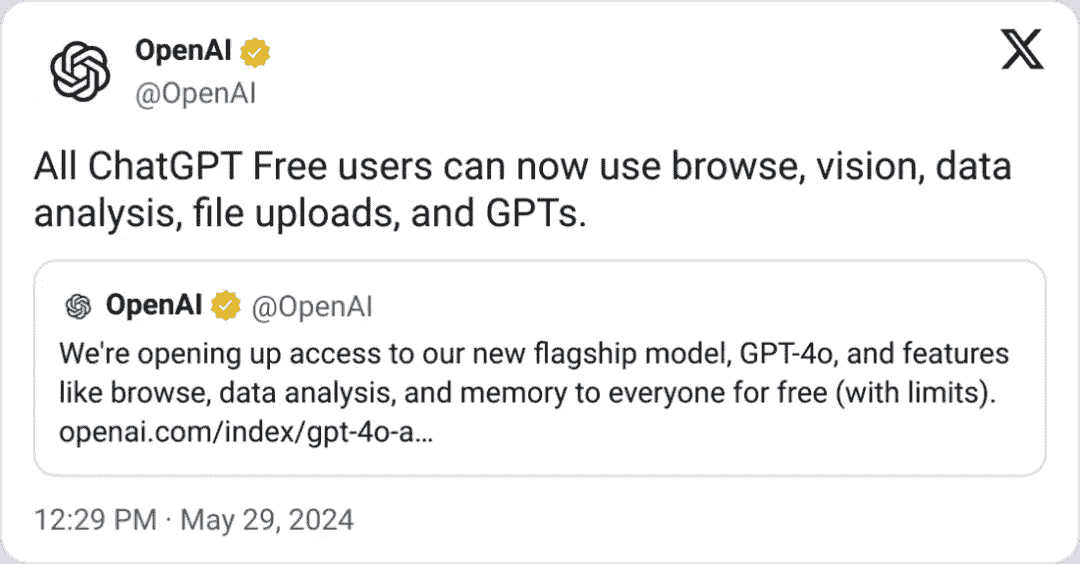 OpenAI
@OpenAI
All ChatGPT Free users can now use browse, vision, data
analysis, file uploads, and GPTs.
OpenAI @OpenAI
We're opening up access to our new flagship model, GPT-4o, and features
like browse, data analysis, and memory to everyone for free (with limits).
openai.com/index/gpt-4o-a…
12:29 PM · May 29, 2024